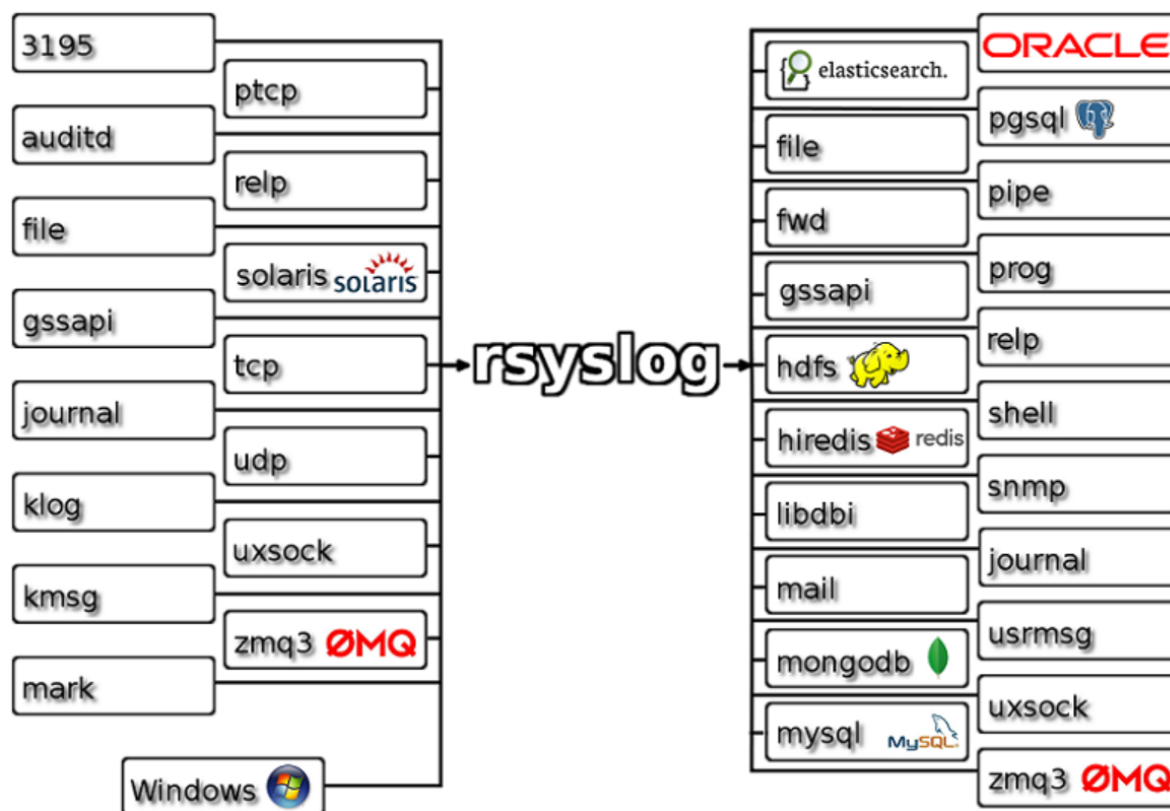 3195
ptcp
auditd
relp
file
solaris solaris
gssapi
tcp
journal
udp
klog
uxsock
kmsg
zmq3 ØMQ
mark
Windows
rsyslog
ORACLE
elasticsearch.
pgsql
file
pipe
fwd
prog
gssapi
relp
hdfs
shell
hiredis redis
snmp
libdbi
journal
mail
usrmsg
mongodb
uxsock
mysql MySQL
zmq3 ØMQ